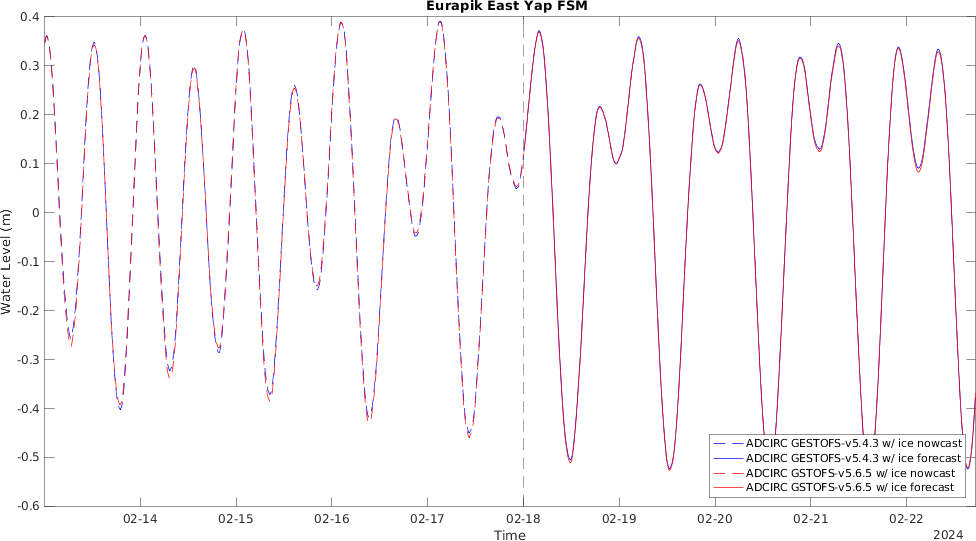 Eurapik East Yap FSM
0.4
0.3
0.2
0.1
0
-0.1
-0.2
-0.3
-0.4
-0.5
-0.6
Water Level (m)
ADCIRC GESTOFS-v5.4.3 w/ ice nowcast
ADCIRC GESTOFS-v5.4.3 w/ ice forecast
ADCIRC GSTOFS-v5.6.5 w/ ice nowcast
ADCIRC GSTOFS-v5.6.5 w/ ice forecast
02-14 02-15 02-16 02-17 02-18 02-19 02-20 02-21 02-22
Time
2024